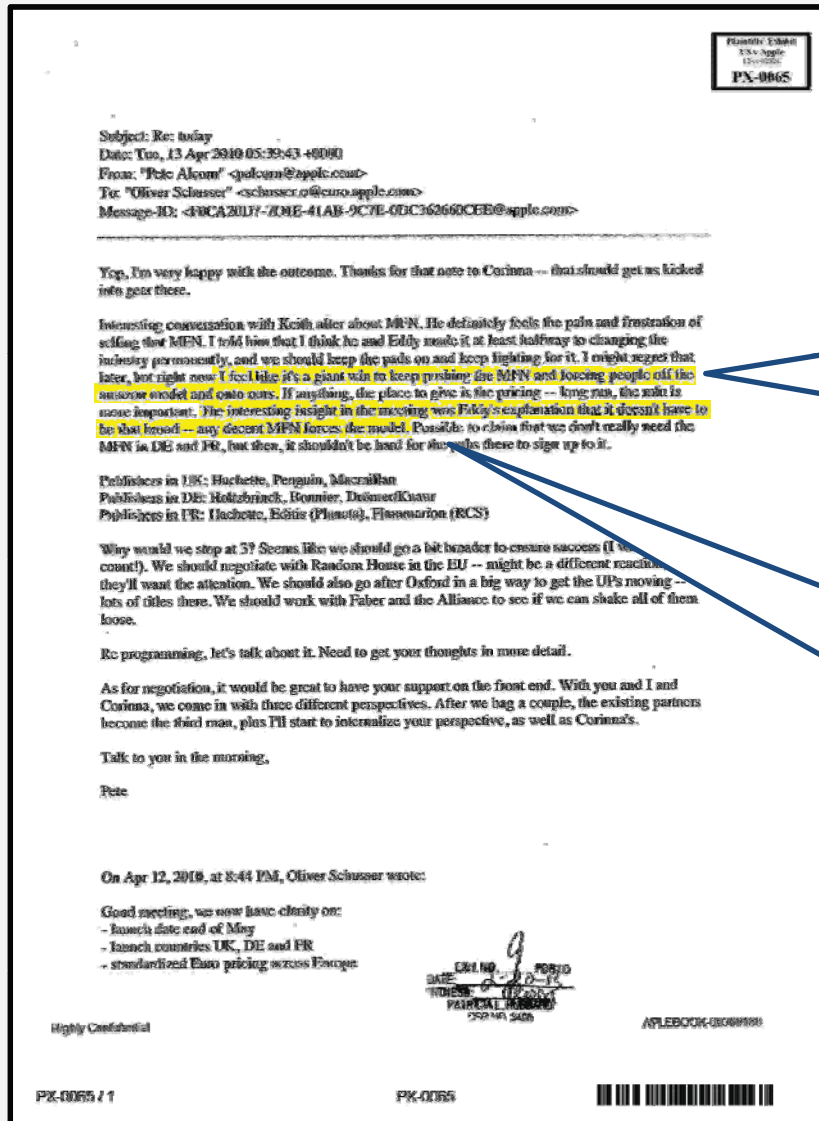 Plaintiffs' Exhibit
US v Apple
PX-0065
Subject: Re: today
Date: Tue, 13 Apr 2010 05:39:43 +0000
From: "Pete Alcorn" <palcorn@apple.com>
To: "Oliver Schusser" <schusser.o@euro.apple.com>
Message-ID: @apple.com>
Yep, I'm very happy with the outcome. Thanks for that note to Corinna -- that should get us kicked
into gear there.
Interesting conversation with Keith after about MFN. He definitely feels the pain and frustration of
selling that MFN. I told him that I think he and Eddy made it at least halfway to changing the
industry permanently, and we should keep the pads on and keep fighting for it. I might regret that
later, but right now I feel like it's a giant win to keep pushing the MFN and forcing people off the
model and onto ours. If anything, the place to give is the pricing -- long run, the mfn is
more important. The interesting insight in the meeting was Eddy's explanation that it doesn't have to
be that broad -- any decent MFN forces the model. Possible to claim that we don't really need the
MFN in DE and FR, but then, it shouldn't be hard for the pubs there to sign up to it.
Publishers in UK: Hachette, Penguin, Macmillan
Publishers in DE: Holtzbrinck, Bonnier, Droemer/Knaur
Publishers in FR: Hachette, Editis (Planeta), Flammarion (RCS)
Why would we stop at 3? Seems like we should go a bit broader to ensure success (I
count!). We should negotiate with Random House in the EU -- might be a different reaction
they'll want the attention. We should also go after Oxford in a big way to get the UPs moving --
lots of titles there. We should work with Faber and the Alliance to see if we can shake all of them
loose.
Re programming, let's talk about it. Need to get your thoughts in more detail.
As for negotiation, it would be great to have your support on the front end. With you and I and
Corinna, we come in with three different perspectives. After we bag a couple, the existing partners
become the third man, plus I'll start to internalize your perspective, as well as Corinna's.
Talk to you in the morning,
Pete
On Apr 12, 2010, at 8:44 PM, Oliver Schusser wrote:
Good meeting, we now have clarity on:
- launch date end of May
- launch countries UK, DE and FR
- standardized Euro pricing across Europe
9
EXH NO.
DATE:
WITNESS:
PATRICIA L. HUBBARD
CSR NO. 3400
Highly Confidential
PX-0065 / 1
PX-0065